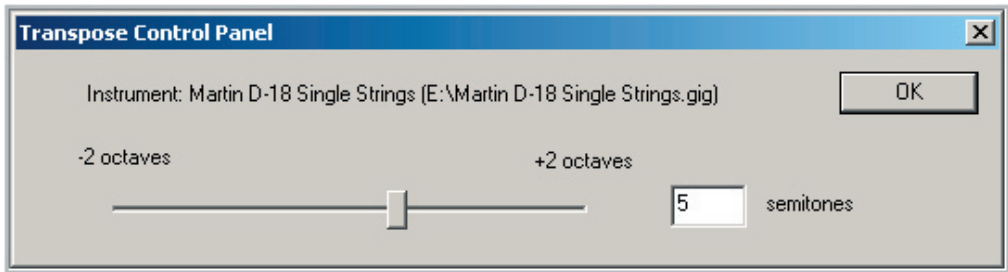 Transpose Control Panel
Instrument: Martin D-18 Single Strings (E:\Martin D-18 Single Strings.gig)
OK
-2 octaves
+2 octaves
5 semitones